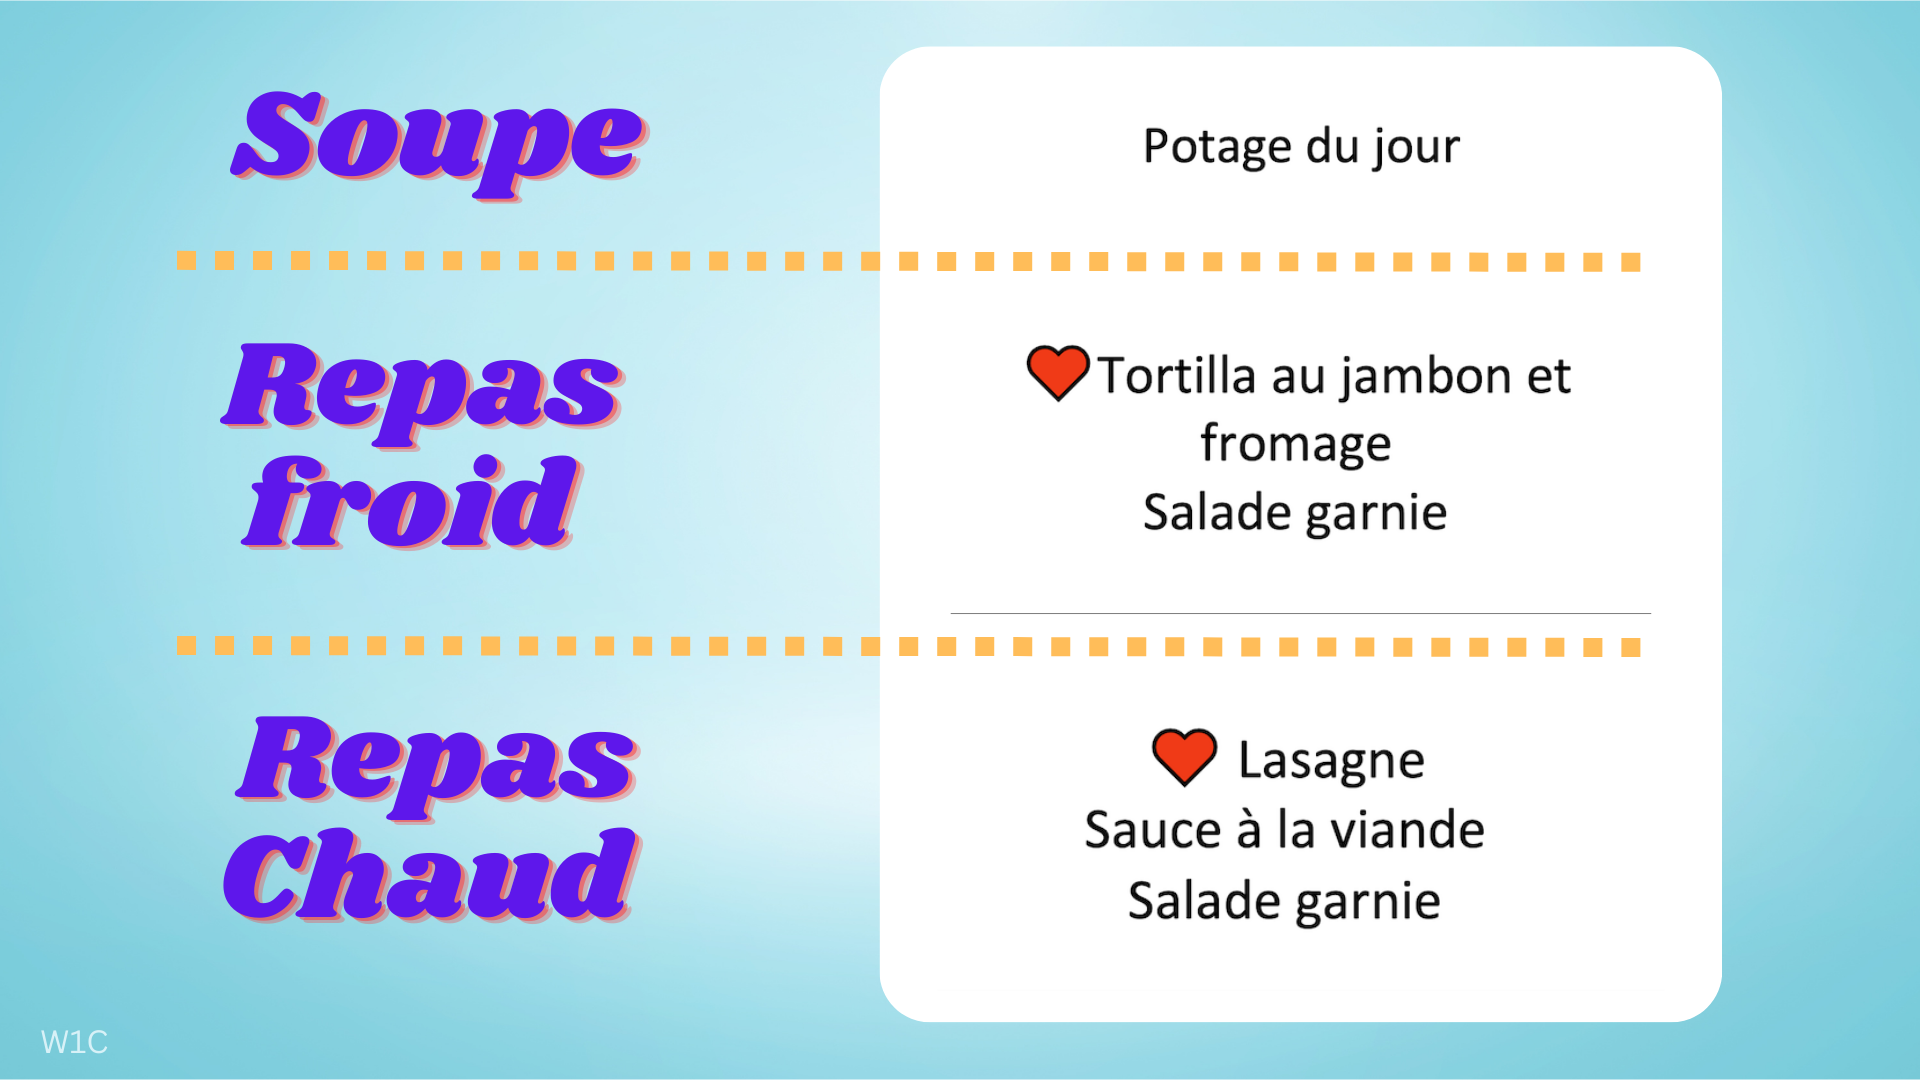 Soupe
Potage du jour
Repas
froid
Tortilla au jambon et
fromage
Salade garnie
Repas
Chaud
Lasagne
Sauce à la viande
Salade garnie
W1C